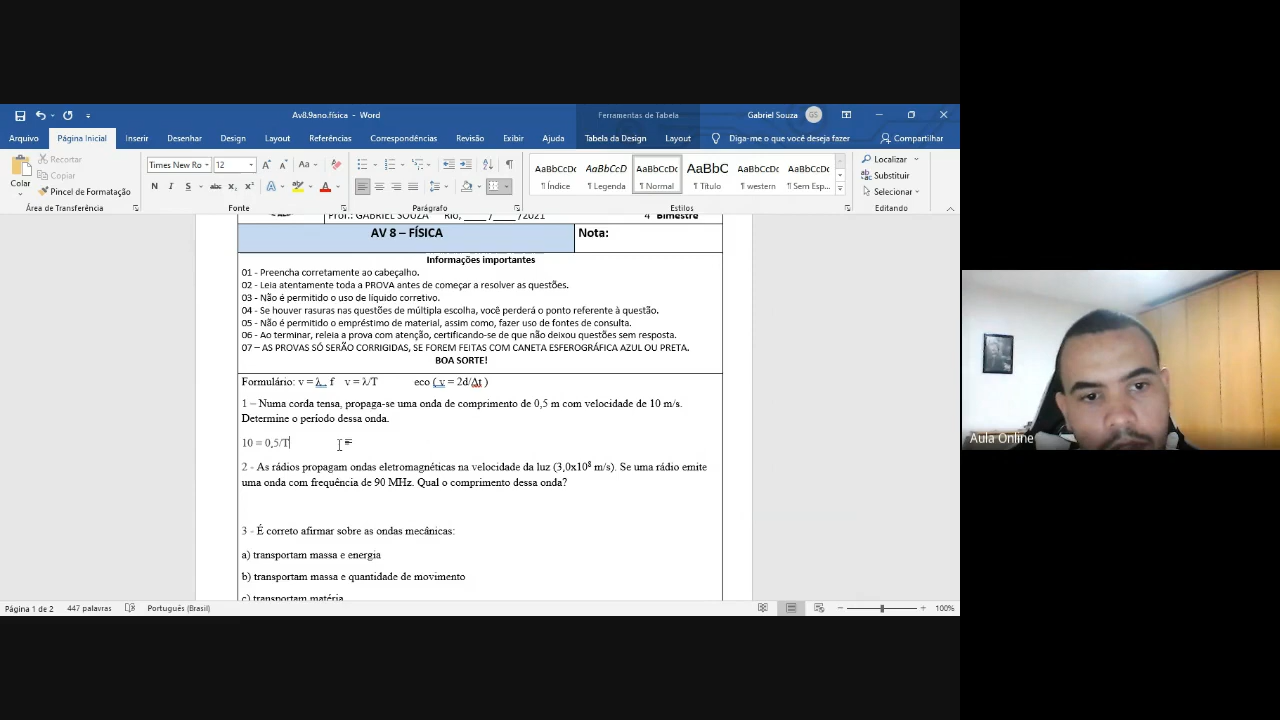 Av8.9ano.física - Word
Ferramentas de Tabela
Gabriel Souza
GS
Arquivo
Página Inicial
Inserir
Desenhar
Design
Layout
Referências
Correspondências
Revisão
Exibir
Ajuda
Tabela da Design
Layout
Diga-me o que você deseja fazer
Compartilhar
Colar
Recortar
Copiar
Pincel de Formatação
Times New Ro
12
AaBbCcDc
AaBbCcD
AaBbCcDc
AaBbC
AaBbCcDc
AaBbCcDc
¶ Índice
¶ Legenda
¶ Normal
¶ Título
¶ western
¶ Sem Esp...
Localizar
Substituir
Selecionar
Área de Transferência
Fonte
Parágrafo
Estilos
Editando
Prof.: GABRIEL SOUZA Rio, ____ /____ /2021
4 Bimestre
AV 8 – FÍSICA
Nota:
Informações importantes
01 - Preencha corretamente ao cabeçalho.
02 - Leia atentamente toda a PROVA antes de começar a resolver as questões.
03 - Não é permitido o uso de líquido corretivo.
04 - Se houver rasuras nas questões de múltipla escolha, você perderá o ponto referente à questão.
05 - Não é permitido o empréstimo de material, assim como, fazer uso de fontes de consulta.
06 - Ao terminar, releia a prova com atenção, certificando-se de que não deixou questões sem resposta.
07 – AS PROVAS SÓ SERÃO CORRIGIDAS, SE FOREM FEITAS COM CANETA ESFEROGRÁFICA AZUL OU PRETA.
BOA SORTE!
Formulário: v = λ . f v = λ/T eco ( v = 2d/Δt )
1 – Numa corda tensa, propaga-se uma onda de comprimento de 0,5 m com velocidade de 10 m/s.
Determine o período dessa onda.
10 = 0,5/T
2 - As rádios propagam ondas eletromagnéticas na velocidade da luz (3,0x10⁸ m/s). Se uma rádio emite
uma onda com frequência de 90 MHz. Qual o comprimento dessa onda?
3 - É correto afirmar sobre as ondas mecânicas:
a) transportam massa e energia
b) transportam massa e quantidade de movimento
c) transportam matéria
Página 1 de 2
447 palavras
Português (Brasil)
100%
Aula Online